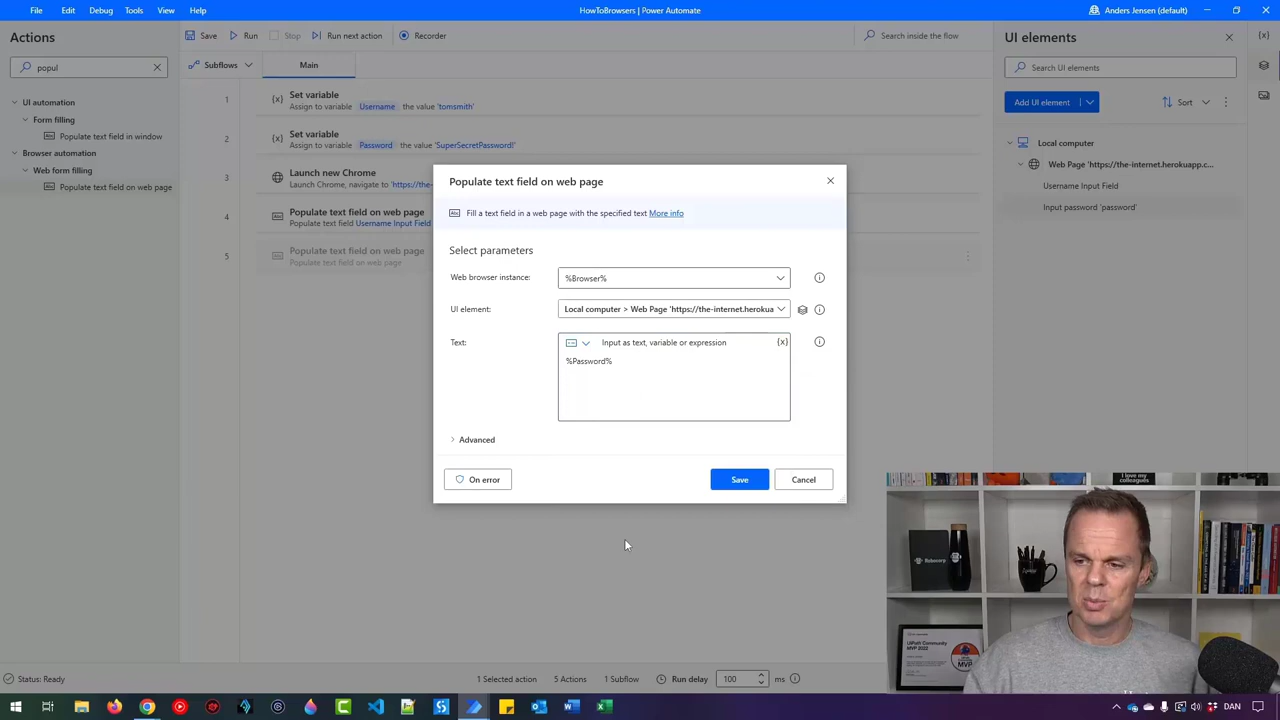 File Edit Debug Tools View Help
HowToBrowsers | Power Automate
Anders Jensen (default)
Actions
popul
UI automation
Form filling
Populate text field in window
Browser automation
Web form filling
Populate text field on web page
Save Run Stop Run next action Recorder
Search inside the flow
Subflows Main
1 Set variable
Assign to variable Username the value 'tomsmith'
2 Set variable
Assign to variable Password the value 'SuperSecretPassword!'
3 Launch new Chrome
Launch Chrome, navigate to 'https://the-
4 Populate text field on web page
Populate text field Username Input Field
5 Populate text field on web page
Populate text field on web page
Populate text field on web page
Fill a text field in a web page with the specified text More info
Select parameters
Web browser instance: %Browser%
UI element: Local computer > Web Page 'https://the-internet.herokua
Text: Input as text, variable or expression {x}
%Password%
Advanced
On error Save Cancel
UI elements
Search UI elements
Add UI element Sort
Local computer
Web Page 'https://the-internet.herokuapp.c...
Username Input Field
Input password 'password'
I love my
colleagues
Robocorp
UiPath Community
MVP 2022
Status: Ready 1 Selected action 5 Actions 1 Subflow Run delay 100 ms
DAN